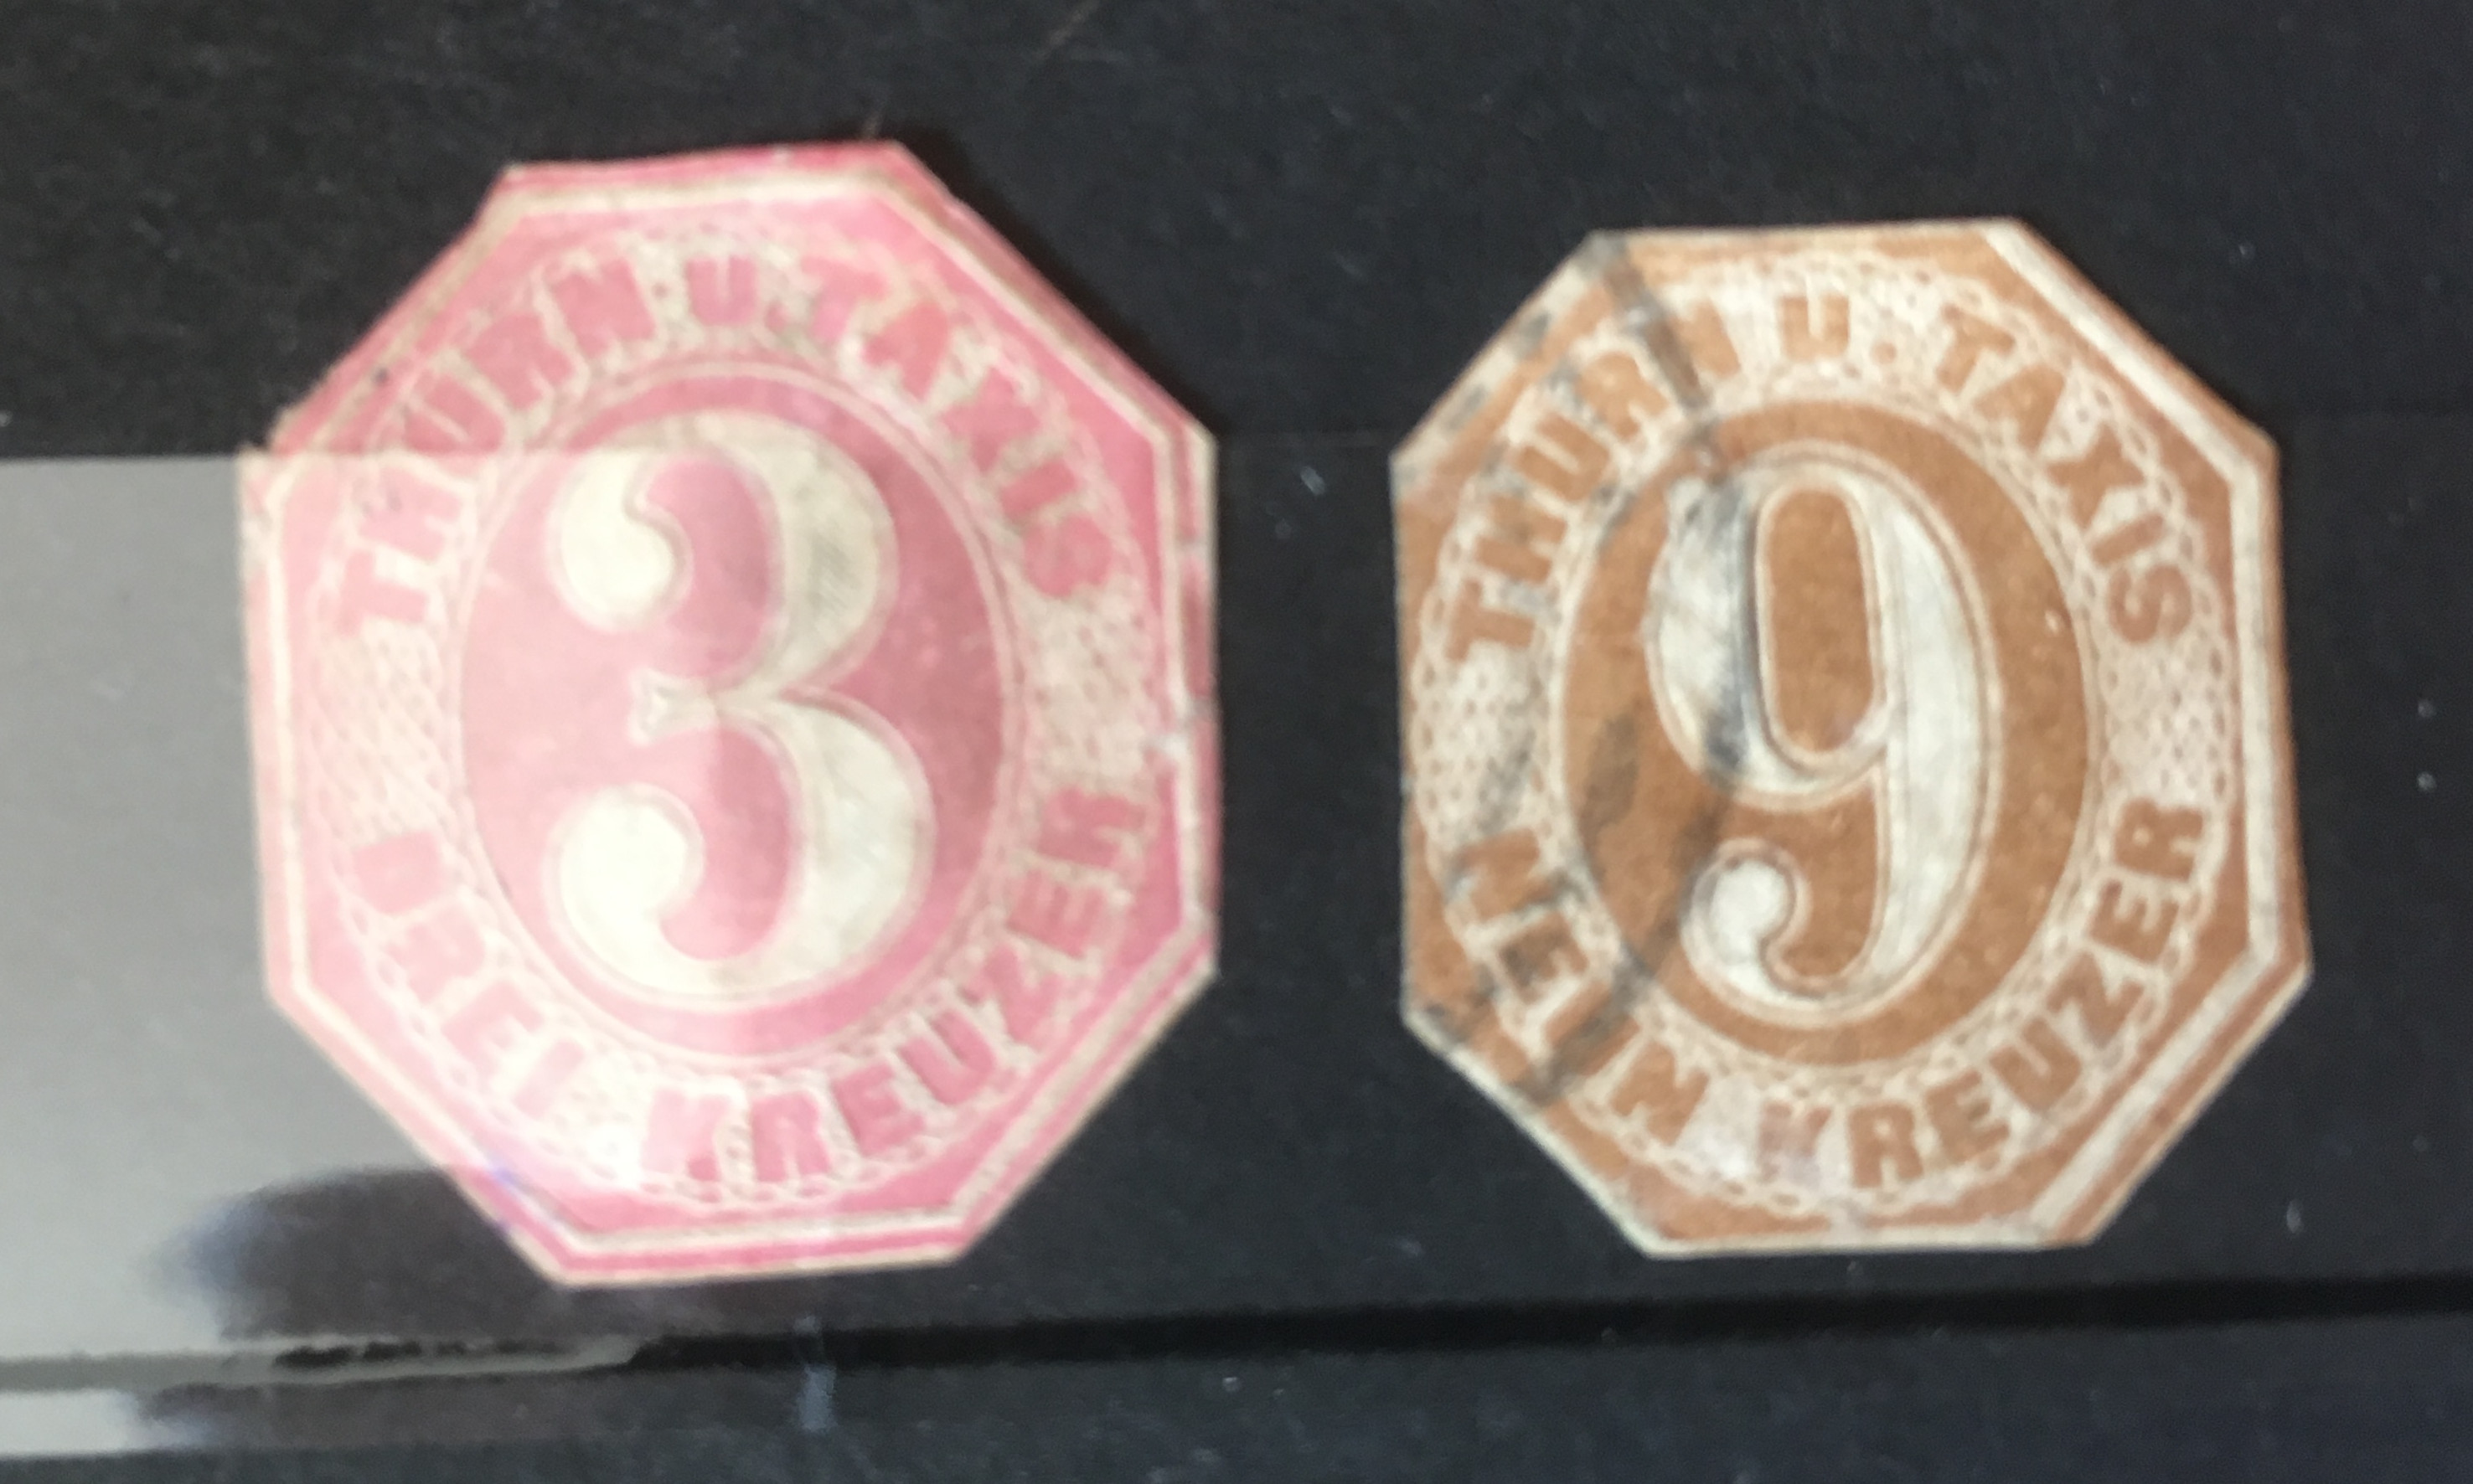 THURN U. TAXIS
3
DREI KREUZER
THURN U. TAXIS
9
NEUN KREUZER